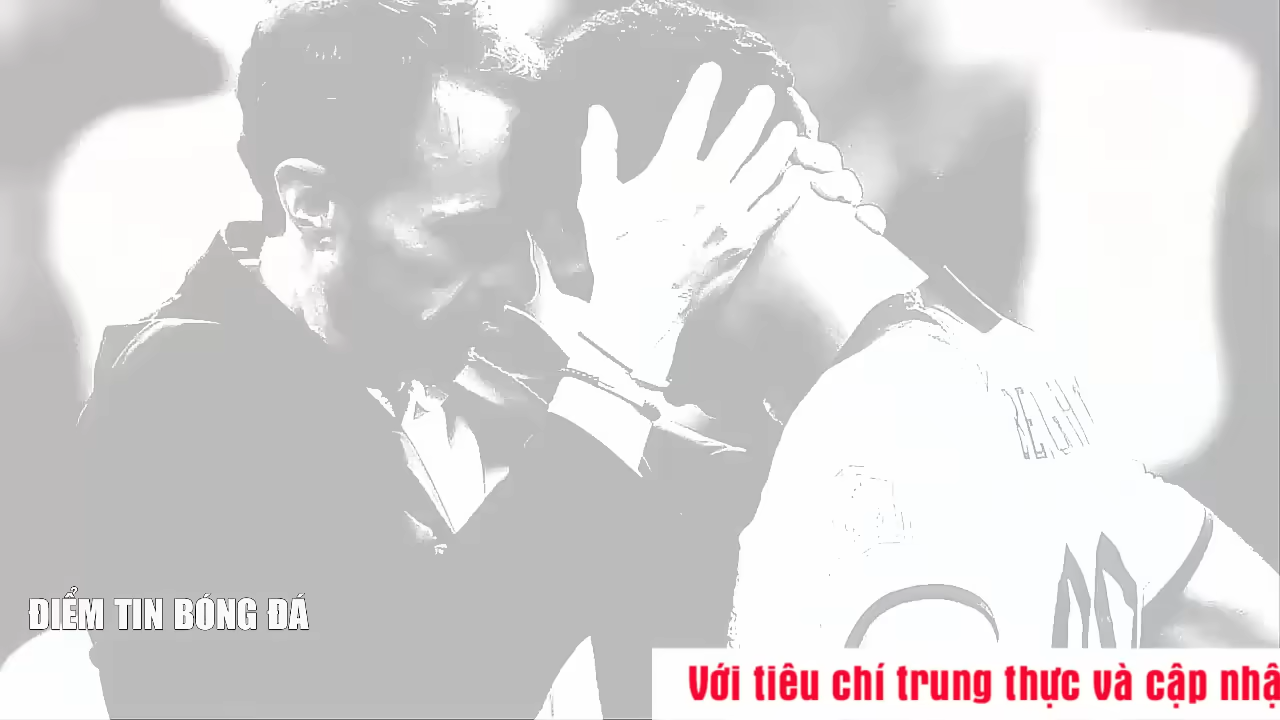 ĐIỂM TIN BÓNG ĐÁ
Với tiêu chí trung thực và cập nhậ